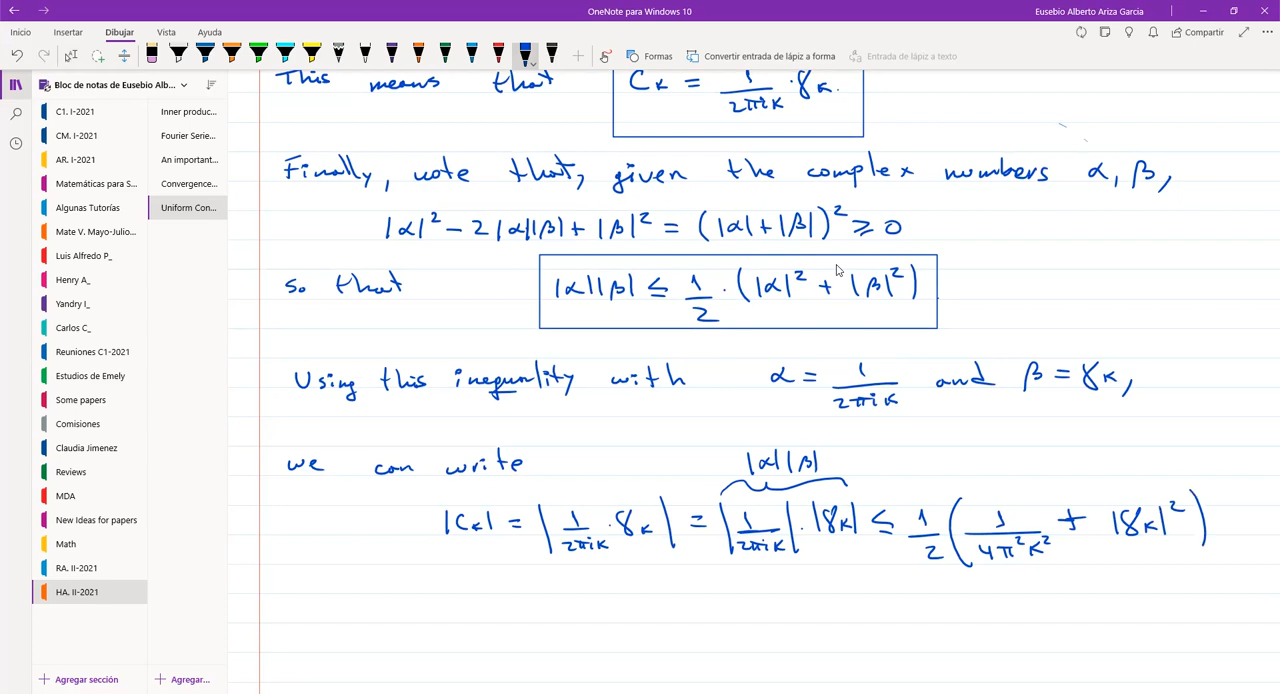 OneNote para Windows 10
Eusebio Alberto Ariza Garcia
Inicio Insertar Dibujar Vista Ayuda
Compartir
Formas Convertir entrada de lápiz a forma Entrada de lápiz a texto
Bloc de notas de Eusebio Alb...
C1. I-2021
CM. I-2021
AR. I-2021
Matemáticas para S...
Algunas Tutorías
Mate V. Mayo-Julio...
Luis Alfredo P_
Henry A_
Yandry I_
Carlos C_
Reuniones C1-2021
Estudios de Emely
Some papers
Comisiones
Claudia Jimenez
Reviews
MDA
New Ideas for papers
Math
RA. II-2021
HA. II-2021
Agregar sección
Inner produc...
Fourier Serie...
An important...
Convergence...
Uniform Con...
Agregar...
This means that C_K = 1/(2πiK) · γ_K.
Finally, note that, given the complex numbers α, β,
|α|² - 2|α||β| + |β|² = (|α|+|β|)² ≥ 0
so that |α||β| ≤ 1/2 · (|α|² + |β|²).
Using this inequality with α = 1/(2πiK) and β = γ_K,
we can write |α||β|
|C_K| = |1/(2πiK) · γ_K| = |1/(2πiK)| · |γ_K| ≤ 1/2 (1/(4π²K²) + |γ_K|²)